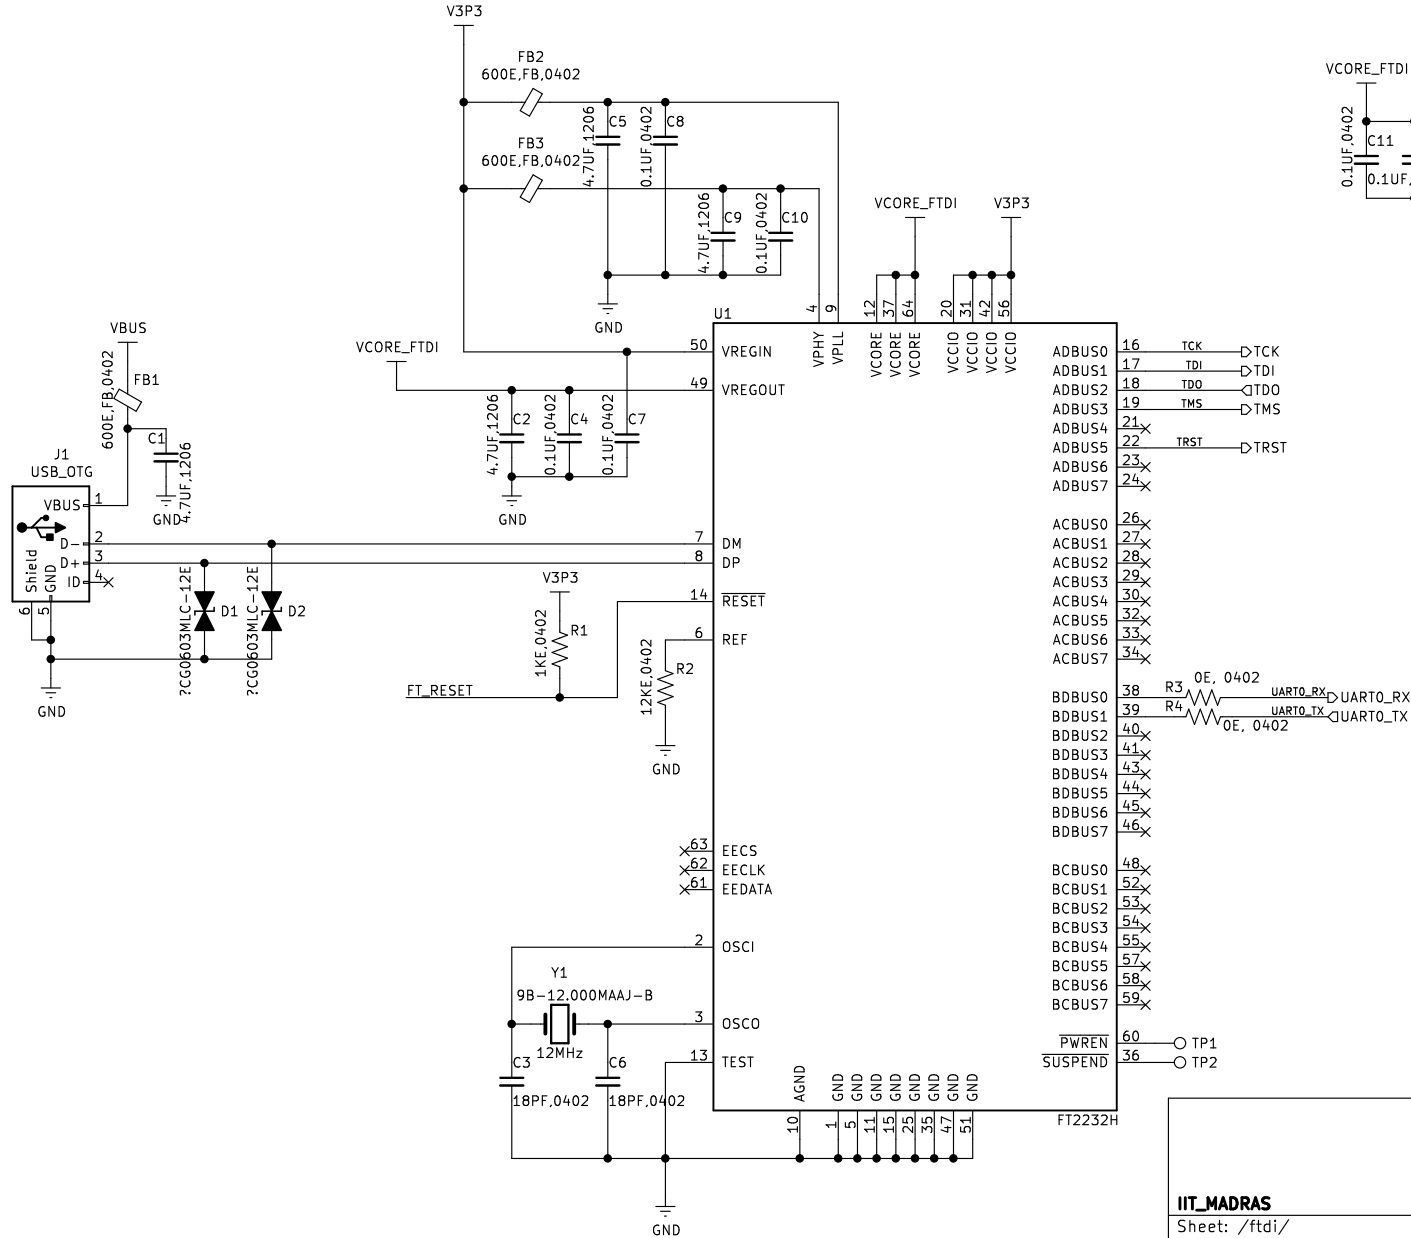 V3P3
FB2
600E,FB,0402
FB3
600E,FB,0402
4.7UF,1206
C5
0.1UF,0402
C8
4.7UF,1206
C9
0.1UF,0402
C10
GND
VCORE_FTDI
0.1UF,0402
C11
0.1UF,
VCORE_FTDI
V3P3
12
37
64
20
31
42
56
4
9
U1
VPHY
VPLL
VCORE
VCORE
VCORE
VCCIO
VCCIO
VCCIO
VCCIO
VBUS
600E,FB,0402
FB1
C1
4.7UF,1206
GND
J1
USB_OTG
VBUS 1
D- 2
D+ 3
ID 4
Shield
GND
6
5
GND
?CG0603MLC-12E
D1
?CG0603MLC-12E
D2
VCORE_FTDI
4.7UF,1206
C2
0.1UF,0402
C4
0.1UF,0402
C7
GND
50 VREGIN
49 VREGOUT
7 DM
8 DP
14 RESET
6 REF
V3P3
1KE,0402
R1
FT_RESET
12KE,0402
R2
GND
63 EECS
62 EECLK
61 EEDATA
2 OSCI
Y1
9B-12.000MAAJ-B
12MHz
3 OSCO
13 TEST
C3
18PF,0402
C6
18PF,0402
GND
AGND
GND
GND
GND
GND
GND
GND
GND
GND
10
1
5
11
15
25
35
47
51
FT2232H
ADBUS0 16 TCK TCK
ADBUS1 17 TDI TDI
ADBUS2 18 TDO TDO
ADBUS3 19 TMS TMS
ADBUS4 21
ADBUS5 22 TRST TRST
ADBUS6 23
ADBUS7 24
ACBUS0 26
ACBUS1 27
ACBUS2 28
ACBUS3 29
ACBUS4 30
ACBUS5 32
ACBUS6 33
ACBUS7 34
R3 0E, 0402
BDBUS0 38 UART0_RX UART0_RX
BDBUS1 39 R4 UART0_TX UART0_TX
0E, 0402
BDBUS2 40
BDBUS3 41
BDBUS4 43
BDBUS5 44
BDBUS6 45
BDBUS7 46
BCBUS0 48
BCBUS1 52
BCBUS2 53
BCBUS3 54
BCBUS4 55
BCBUS5 57
BCBUS6 58
BCBUS7 59
PWREN 60 TP1
SUSPEND 36 TP2
IIT_MADRAS
Sheet: /ftdi/